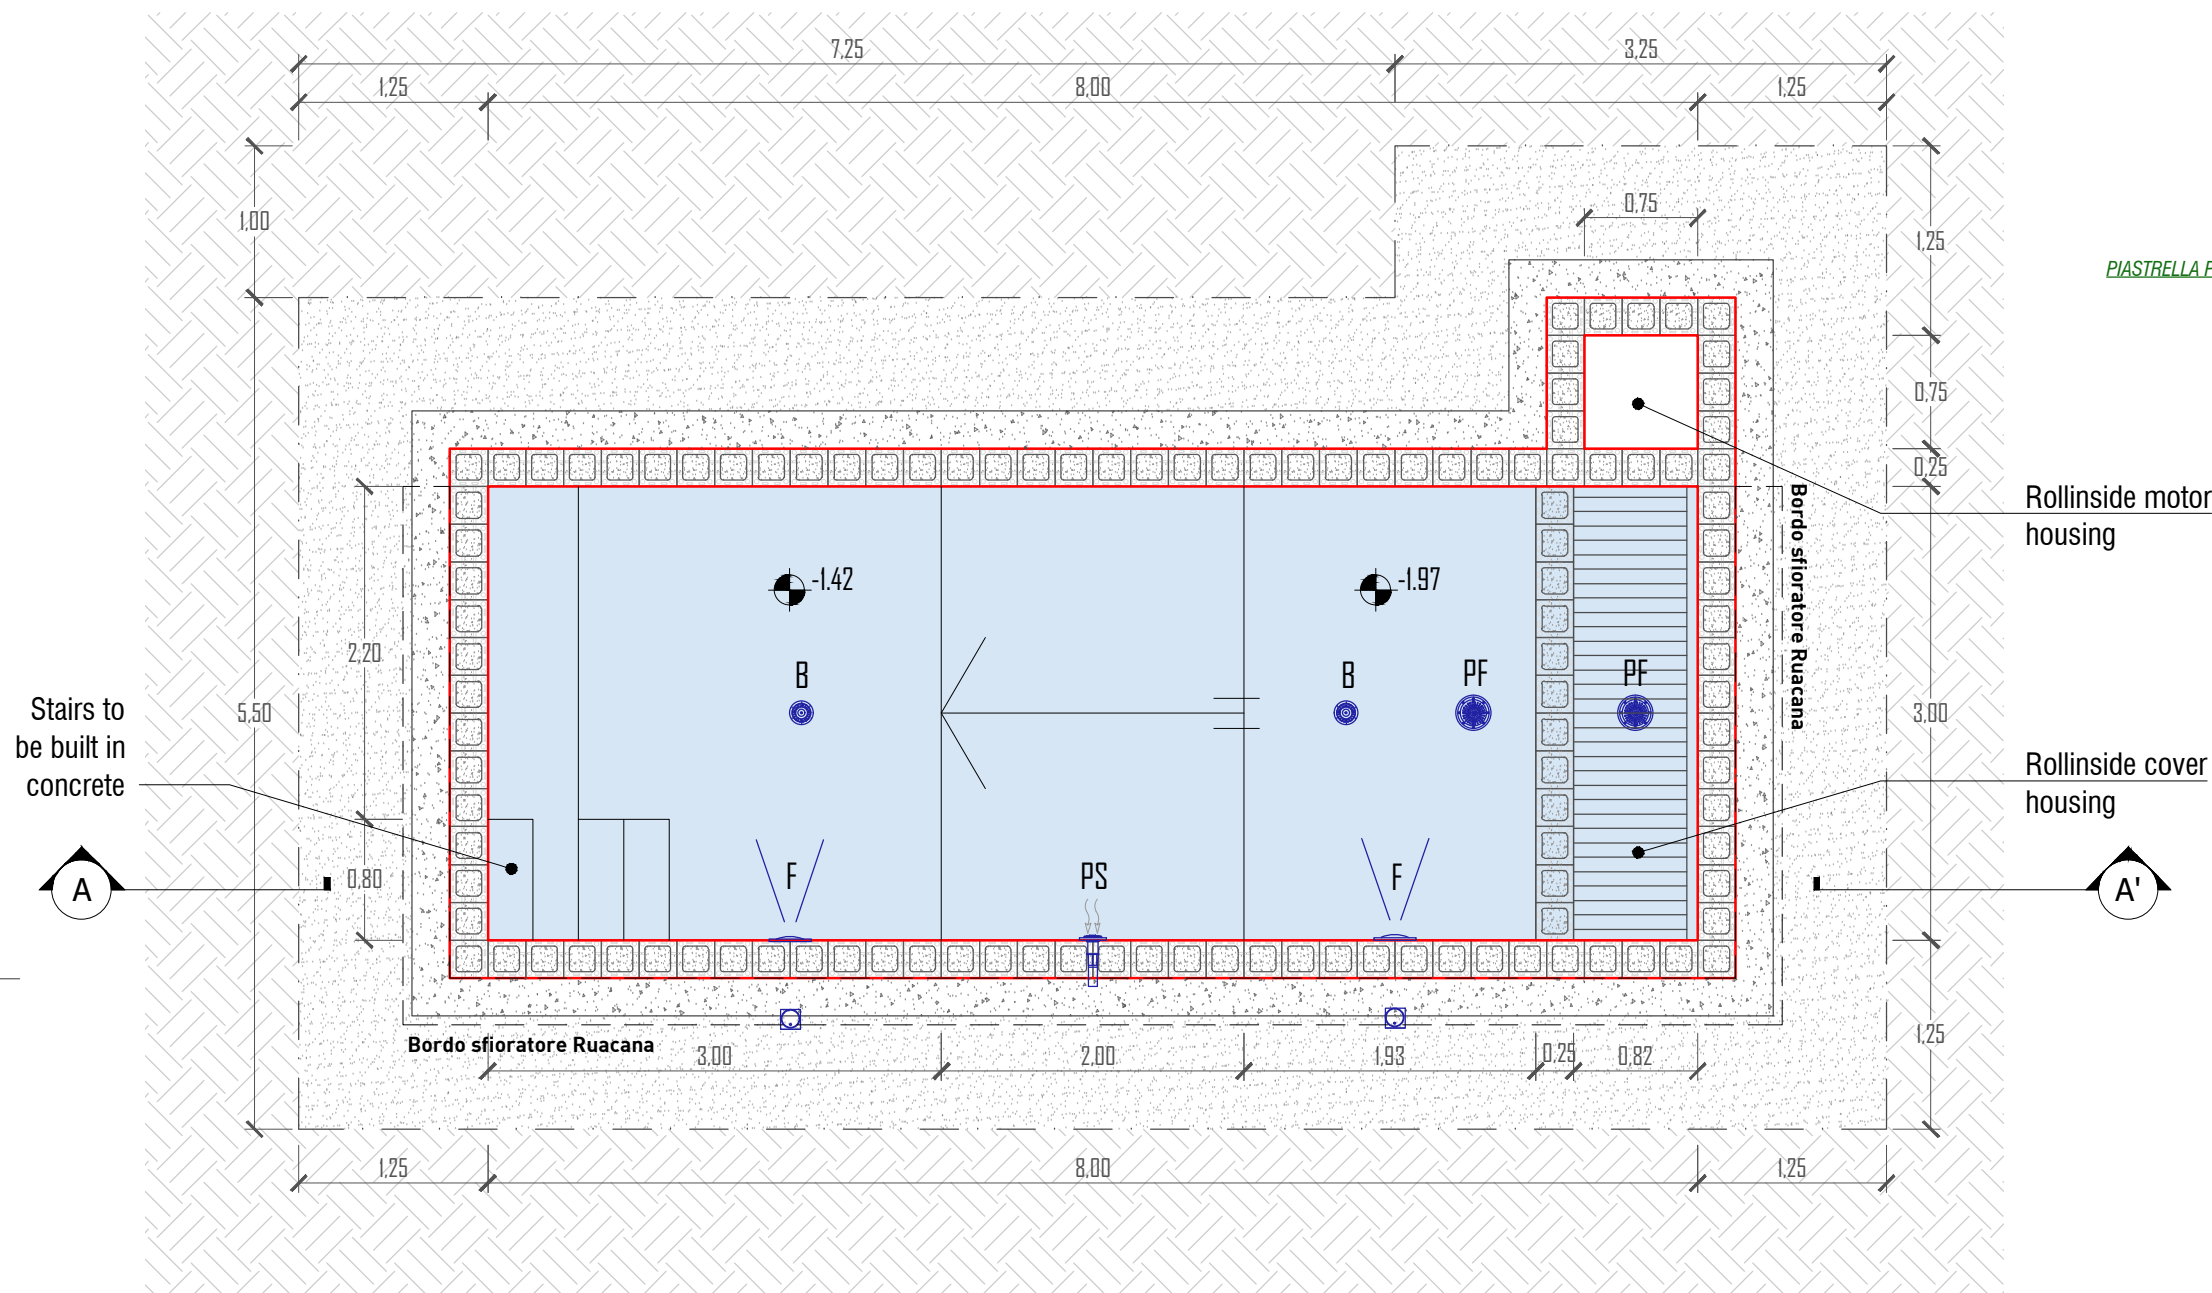 7,25
3,25
1,25
8,00
1,25
1,00
0,75
1,25
PIASTRELLA
0,75
0,25
Rollinside motor
housing
Bordo sfioratore Ruacana
-1.42
-1.97
2,20
B
B
PF
PF
Stairs to
be built in
concrete
5,50
3,00
Rollinside cover
housing
F
PS
F
0,80
A
A'
Bordo sfioratore Ruacana
3,00
2,00
1,93
0,25
0,82
1,25
1,25
8,00
1,25